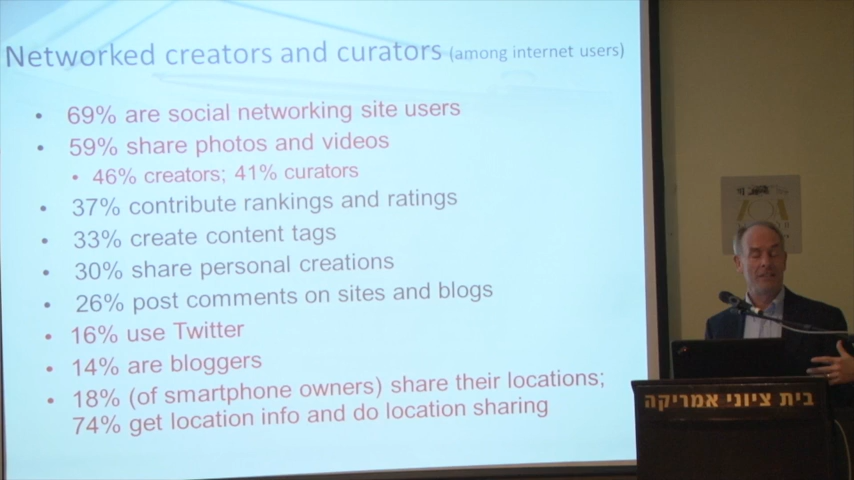 Networked creators and curators (among internet users)
• 69% are social networking site users
• 59% share photos and videos
• 46% creators; 41% curators
• 37% contribute rankings and ratings
• 33% create content tags
• 30% share personal creations
• 26% post comments on sites and blogs
• 16% use Twitter
• 14% are bloggers
• 18% (of smartphone owners) share their locations;
74% get location info and do location sharing
בית ציוני אמריקה